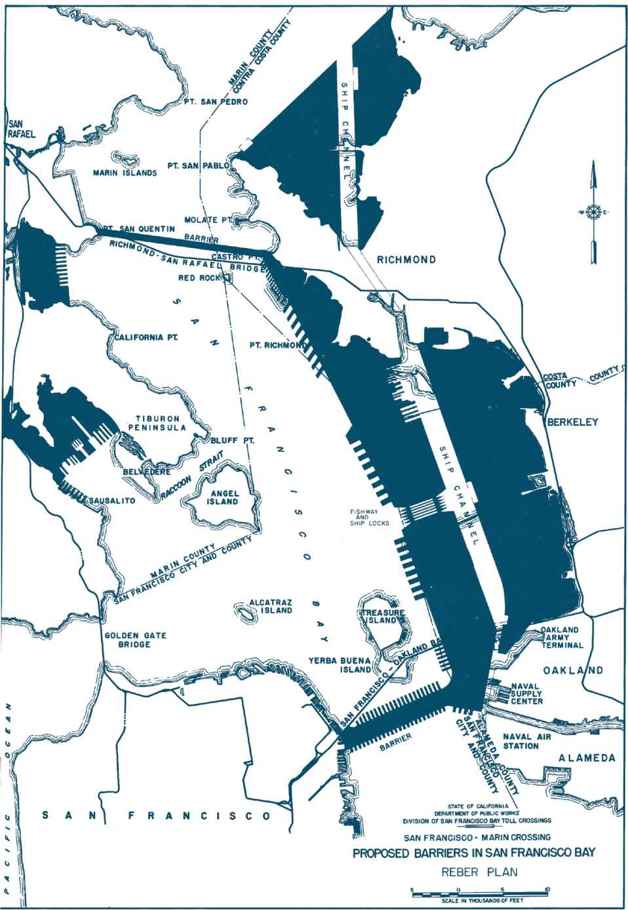 MARIN COUNTY
CONTRA COSTA COUNTY
PT. SAN PEDRO
SHIP CHANNEL
SAN
RAFAEL
MARIN ISLANDS
PT. SAN PABLO
MOLATE PT.
PT. SAN QUENTIN
BARRIER
RICHMOND-SAN RAFAEL BRIDGE
CASTRO PT.
RED ROCK
RICHMOND
SAN FRANCISCO BAY
CALIFORNIA PT.
PT. RICHMOND
COSTA
COUNTY
COUNTY
BERKELEY
TIBURON
PENINSULA
BLUFF PT.
BELVEDERE
RACCOON STRAIT
ANGEL
ISLAND
SAUSALITO
SHIP CHANNEL
FISHWAY
AND
SHIP LOCKS
MARIN COUNTY
SAN FRANCISCO CITY AND COUNTY
ALCATRAZ
ISLAND
TREASURE
ISLAND
GOLDEN GATE
BRIDGE
YERBA BUENA
ISLAND
SAN FRANCISCO - OAKLAND BA
OAKLAND
ARMY
TERMINAL
OAKLAND
NAVAL
SUPPLY
CENTER
BARRIER
ALAMEDA COUNTY
SAN FRANCISCO
CITY AND COUNTY
NAVAL AIR
STATION
ALAMEDA
PACIFIC OCEAN
SAN FRANCISCO
STATE OF CALIFORNIA
DEPARTMENT OF PUBLIC WORKS
DIVISION OF SAN FRANCISCO BAY TOLL CROSSINGS
SAN FRANCISCO - MARIN CROSSING
PROPOSED BARRIERS IN SAN FRANCISCO BAY
REBER PLAN
5 0 5 10
SCALE IN THOUSANDS OF FEET